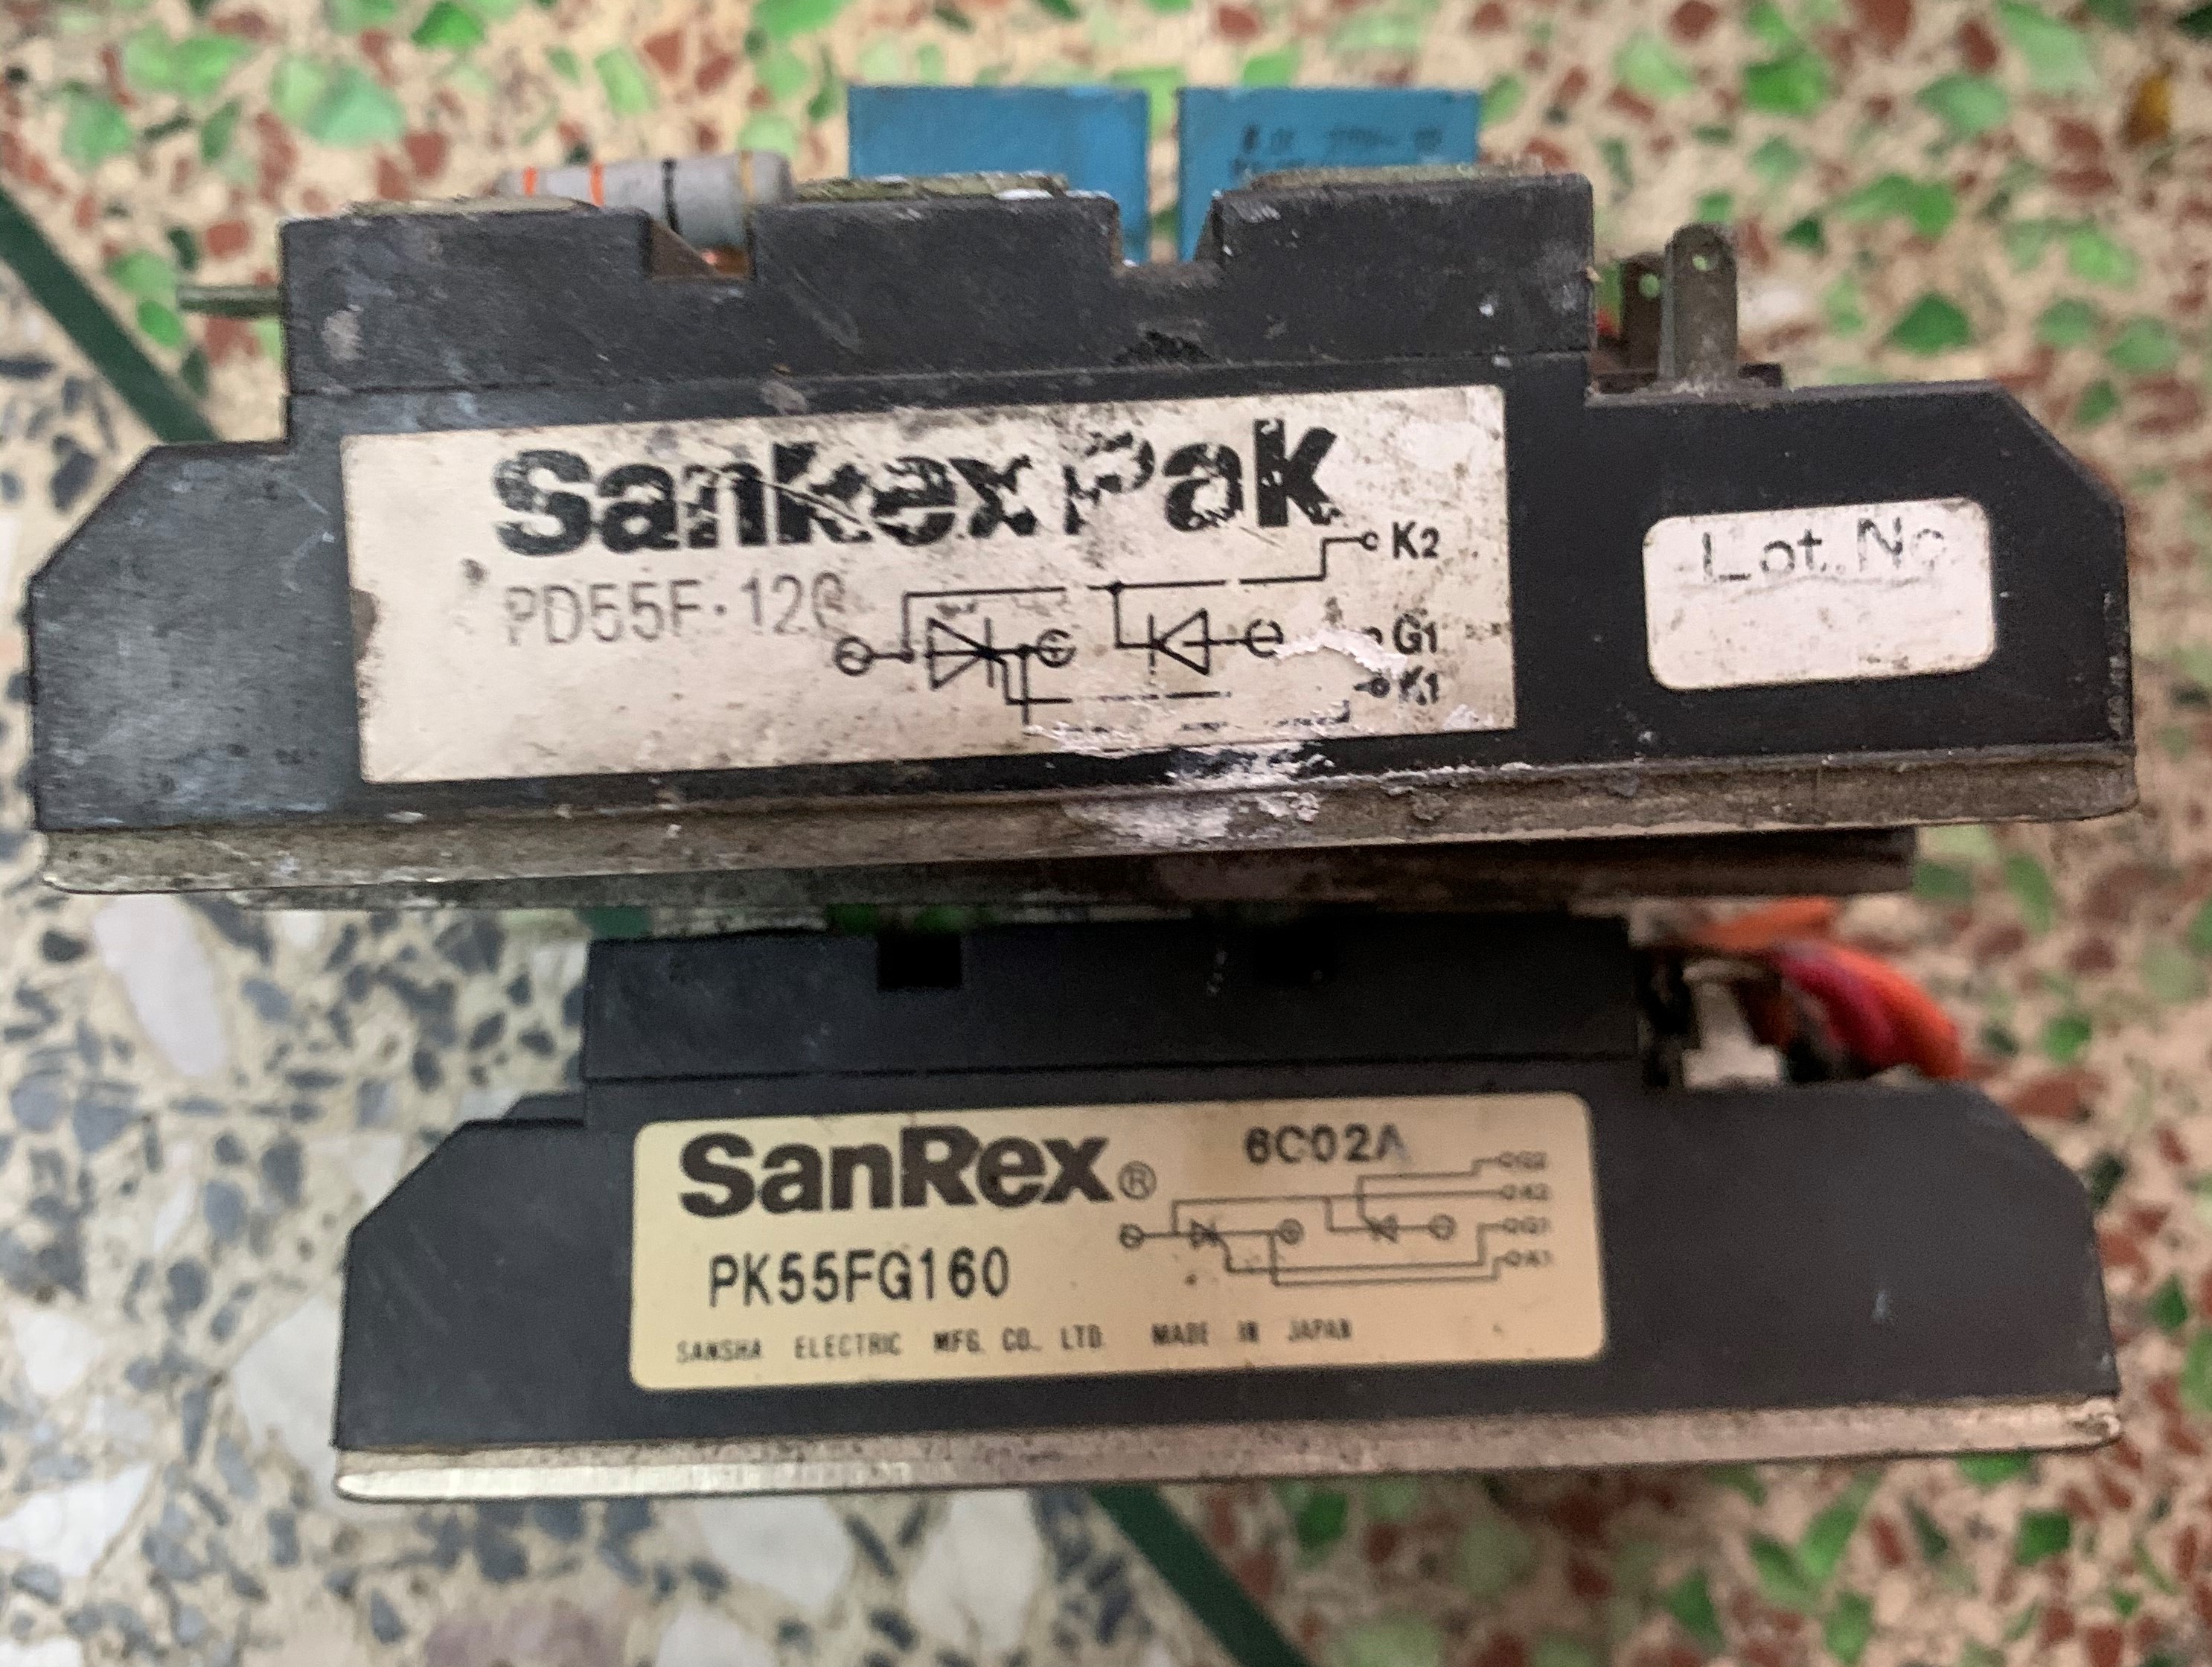 SanRex Pak
PD55F·120
K2
G1
K1
Lot.No
SanRex®
6C02A
G2
K2
G1
K1
PK55FG160
SANSHA ELECTRIC MFG. CO., LTD. MADE IN JAPAN